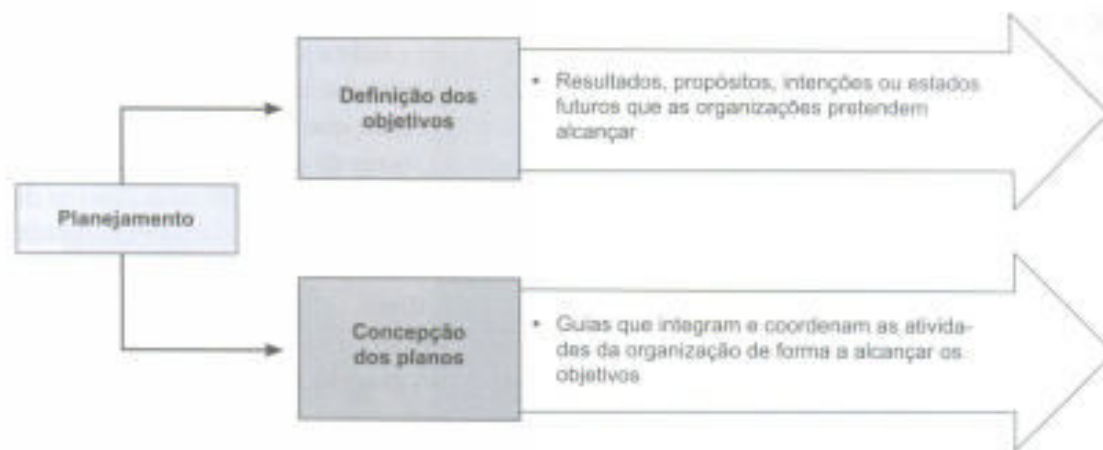 Definição dos
objetivos
• Resultados, propósitos, intenções ou estados
futuros que as organizações pretendem
alcançar
Planejamento
Concepção
dos planos
• Guias que integram e coordenam as ativida-
des da organização de forma a alcançar os
objetivos